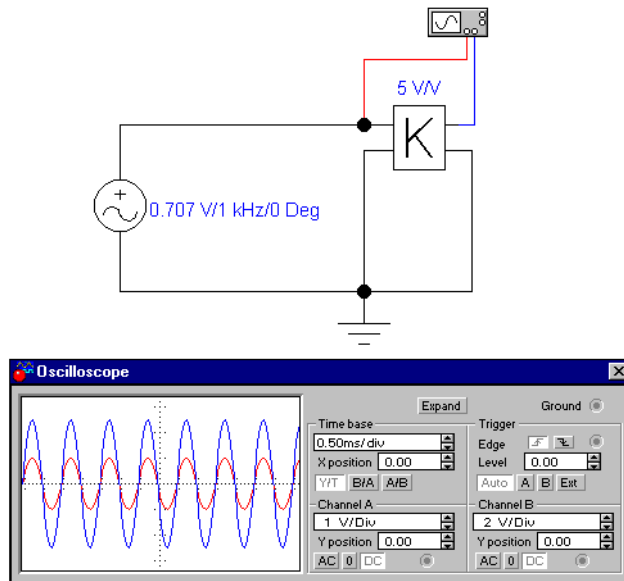 5 V/V
K
0.707 V/1 kHz/0 Deg
Oscilloscope
Expand Ground
Time base Trigger
0.50ms/div Edge
X position 0.00 Level 0.00
Y/T B/A A/B Auto A B Ext
Channel A Channel B
1 V/Div 2 V/Div
Y position 0.00 Y position 0.00
AC 0 DC AC 0 DC